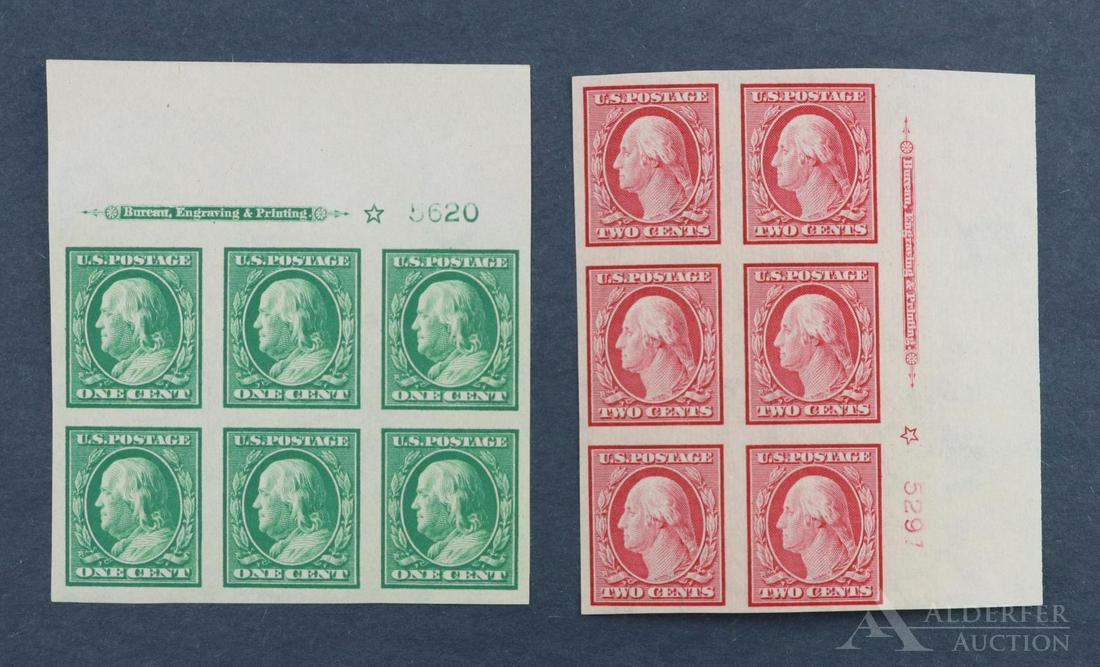 Bureau, Engraving & Printing. ☆ 5620
U.S. POSTAGE U.S. POSTAGE U.S. POSTAGE
ONE CENT ONE CENT ONE CENT
U.S. POSTAGE U.S. POSTAGE U.S. POSTAGE
ONE CENT ONE CENT ONE CENT
U.S. POSTAGE U.S. POSTAGE
TWO CENTS TWO CENTS
U.S. POSTAGE U.S. POSTAGE
TWO CENTS TWO CENTS
U.S. POSTAGE U.S. POSTAGE
TWO CENTS TWO CENTS
Bureau, Engraving & Printing. ☆ 5297
ALDERFER
AUCTION